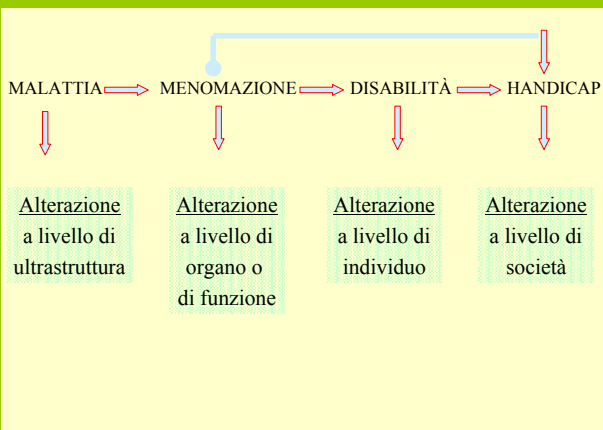 MALATTIA MENOMAZIONE DISABILITÀ HANDICAP
Alterazione
a livello di
ultrastruttura
Alterazione
a livello di
organo o
di funzione
Alterazione
a livello di
individuo
Alterazione
a livello di
società